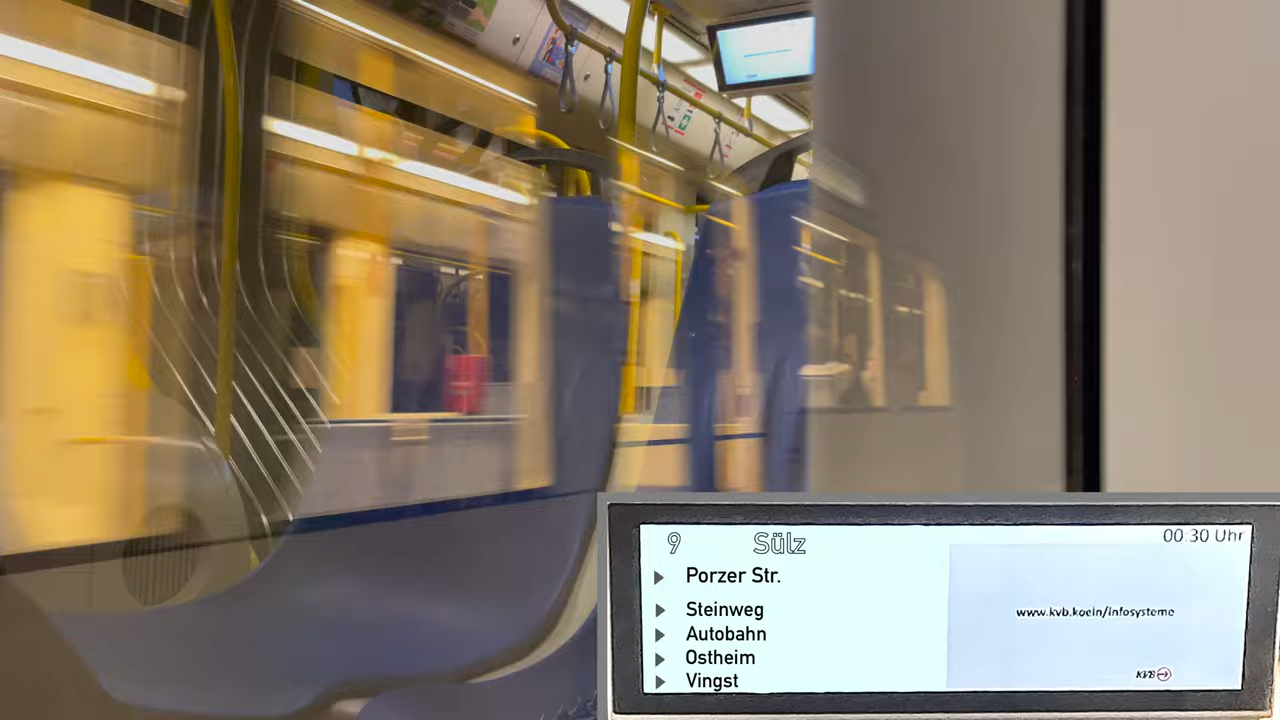 9 Sülz 00:30 Uhr
Porzer Str.
Steinweg
Autobahn
Ostheim
Vingst
www.kvb.koeln/infosysteme
KVB